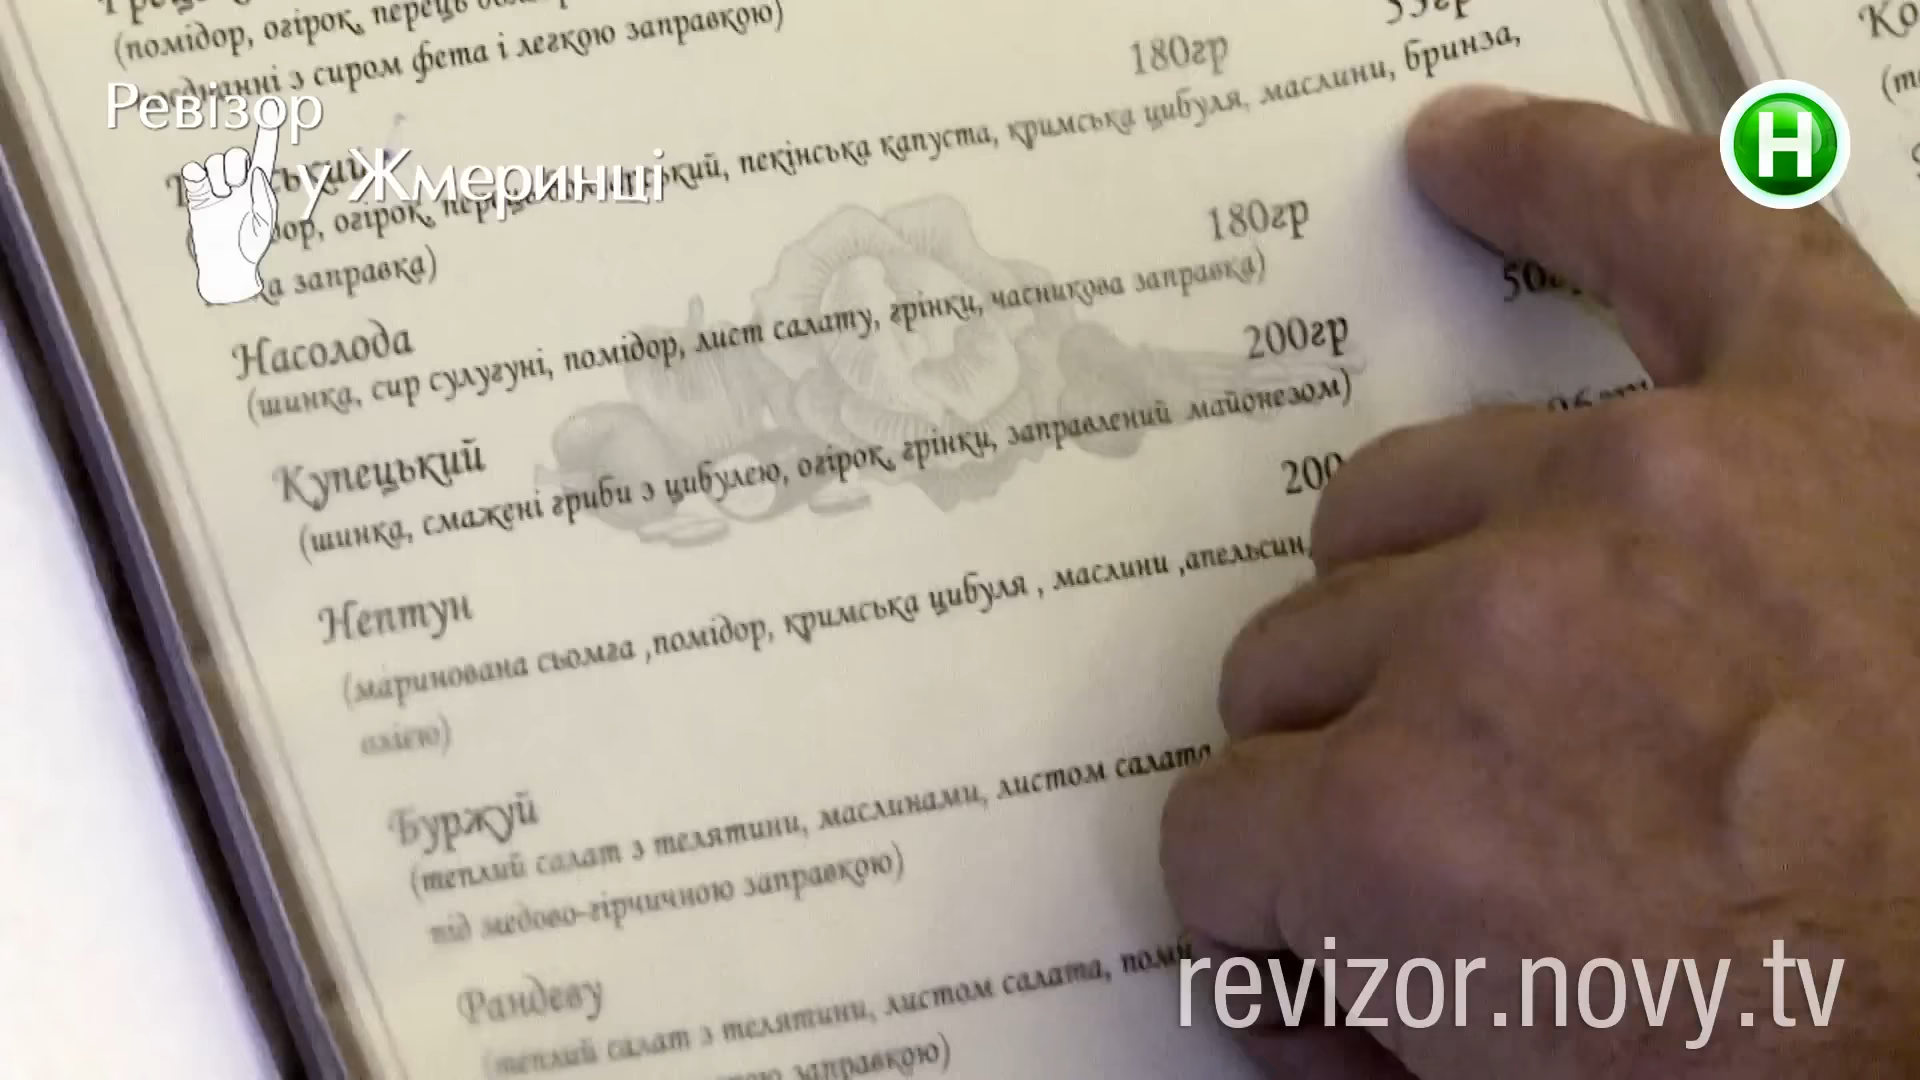 (помідор, огірок, перець
з сиром фета і легкою заправкою)
55гр
180гр
огірок, пекінська капуста, кримська цибуля, маслини, бринза,
заправка)
Насолода
180гр
(шинка, сир сулугуні, помідор, лист салату, грінки, часникова заправка)
Купецький
200гр
(шинка, смажені гриби з цибулею, огірок, грінки, заправлений майонезом)
Нептун
200
(маринована сьомга ,помідор, кримська цибуля , маслини ,апельсин,
олією)
Буржуй
(теплий салат з телятини, маслинами, листом салата
під медово-гірчичною заправкою)
Рандеву
(теплий салат з телятини, листом салата,
заправкою)
Ревізор
у Жмеринці
Н
revizor.novy.tv